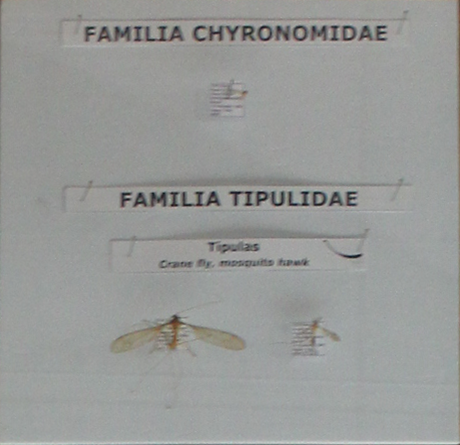 FAMILIA CHYRONOMIDAE
FAMILIA TIPULIDAE
Tipulas
Crane fly, mosquito hawk